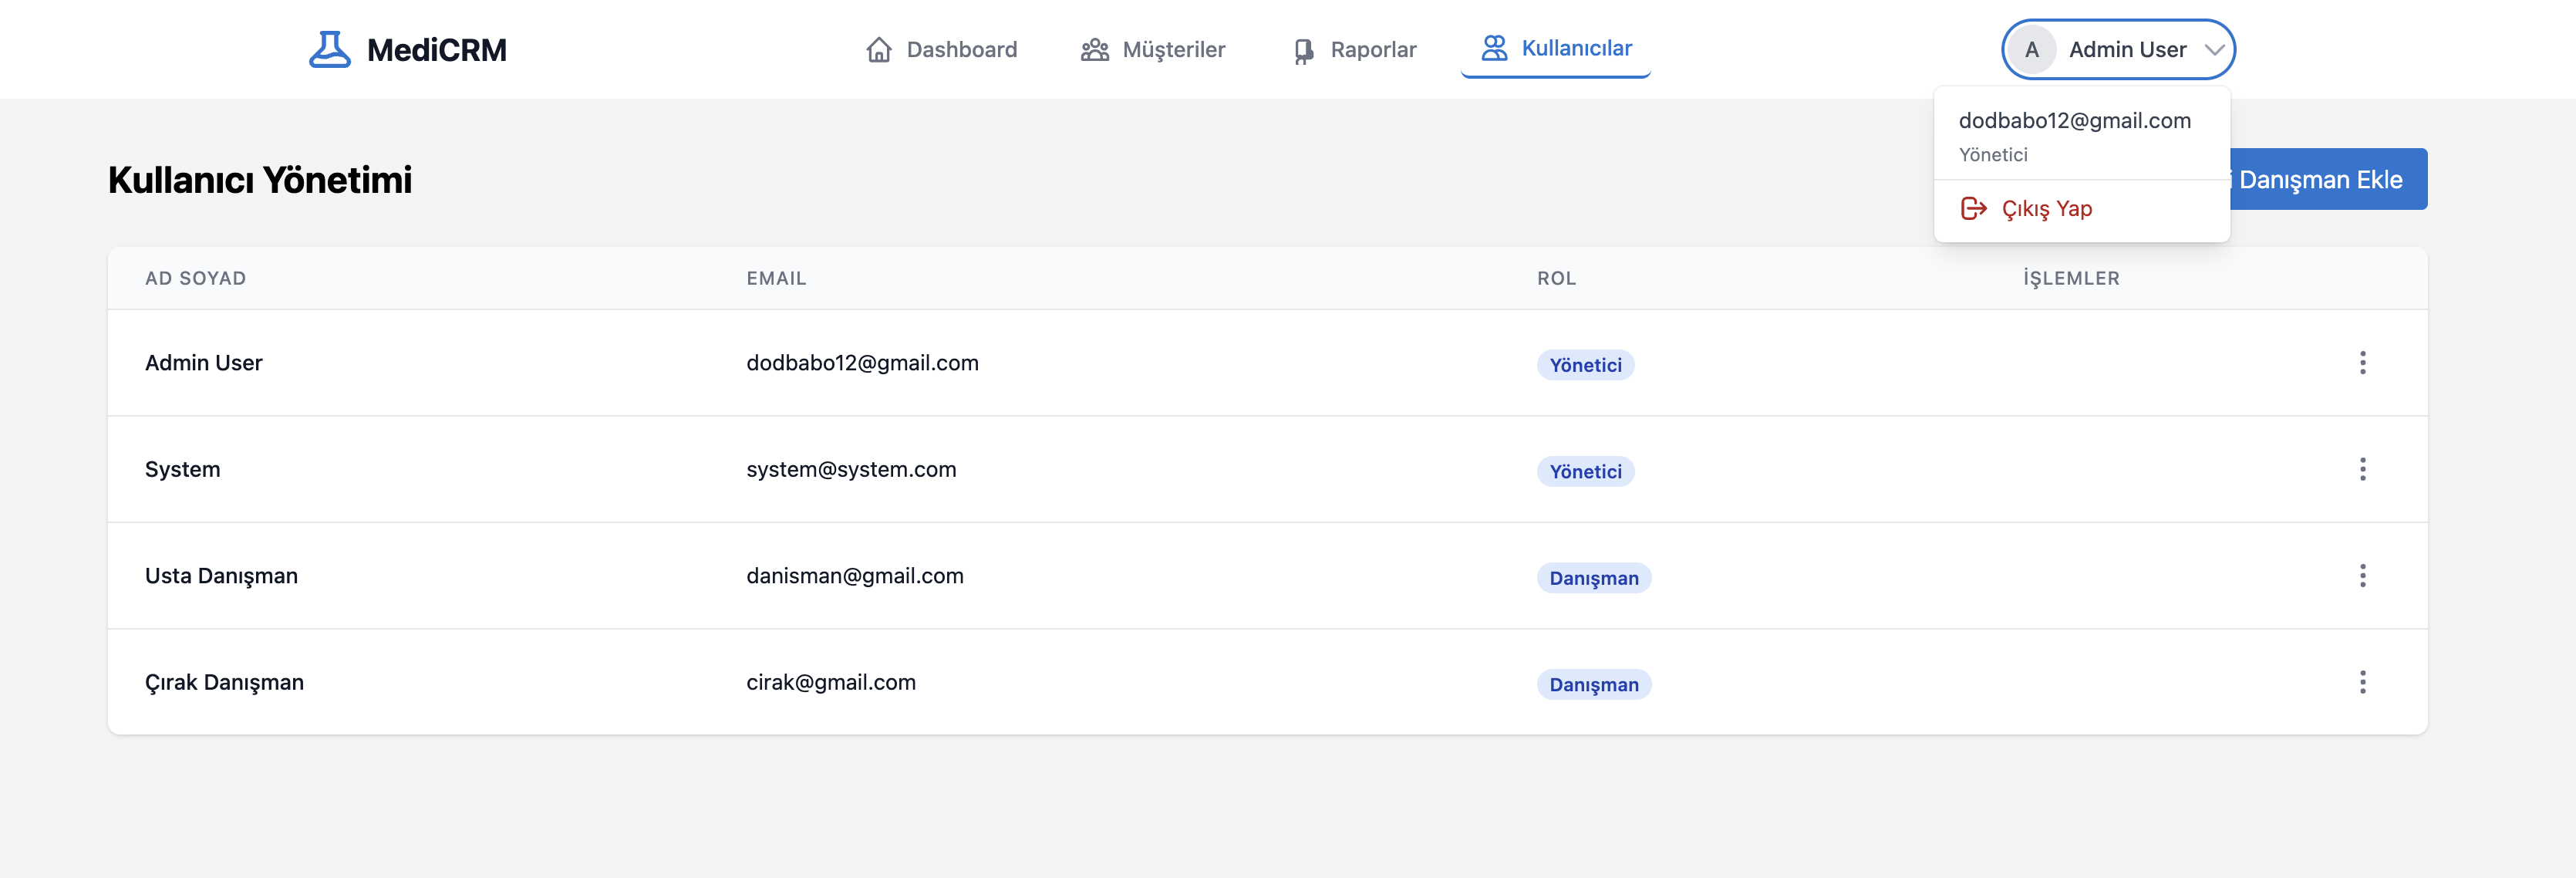 MediCRM
Dashboard
Müşteriler
Raporlar
Kullanıcılar
A
Admin User
dodbabo12@gmail.com
Yönetici
Çıkış Yap
Kullanıcı Yönetimi
Danışman Ekle
AD SOYAD EMAIL ROL İŞLEMLER
Admin User dodbabo12@gmail.com Yönetici
System system@system.com Yönetici
Usta Danışman danisman@gmail.com Danışman
Çırak Danışman cirak@gmail.com Danışman